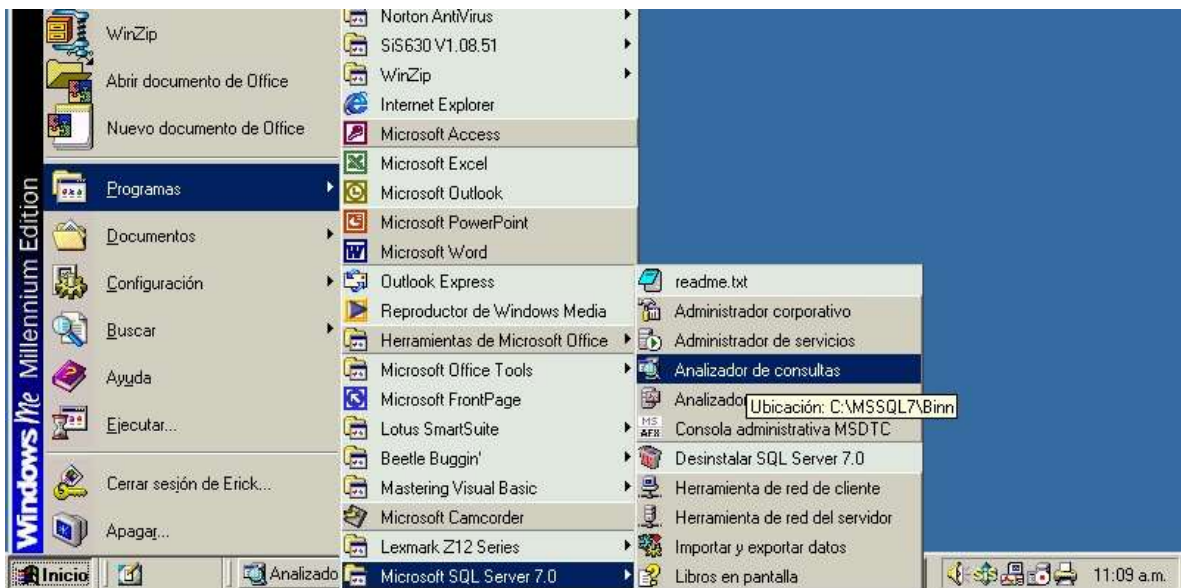 WinZip
Abrir documento de Office
Nuevo documento de Office
Programas
Documentos
Configuración
Buscar
Ayuda
Ejecutar...
Cerrar sesión de Erick...
Apagar...
Windows Me Millennium Edition
Norton AntiVirus
SiS630 V1.08.51
WinZip
Internet Explorer
Microsoft Access
Microsoft Excel
Microsoft Outlook
Microsoft PowerPoint
Microsoft Word
Outlook Express
Reproductor de Windows Media
Herramientas de Microsoft Office
Microsoft Office Tools
Microsoft FrontPage
Lotus SmartSuite
Beetle Buggin'
Mastering Visual Basic
Microsoft Camcorder
Lexmark Z12 Series
Microsoft SQL Server 7.0
readme.txt
Administrador corporativo
Administrador de servicios
Analizador de consultas
Analizado
Ubicación: C:\MSSQL7\Binn
Consola administrativa MSDTC
Desinstalar SQL Server 7.0
Herramienta de red de cliente
Herramienta de red del servidor
Importar y exportar datos
Libros en pantalla
Inicio
Analizado
11:09 a.m.